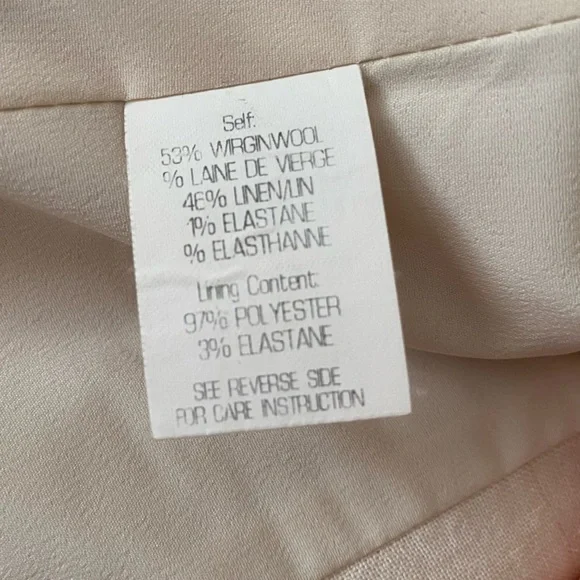 Self:
53% VIRGINWOOL
% LAINE DE VIERGE
46% LINEN/LIN
1% ELASTANE
% ELASTHANNE
Lining Content:
97% POLYESTER
3% ELASTANE
SEE REVERSE SIDE
FOR CARE INSTRUCTION